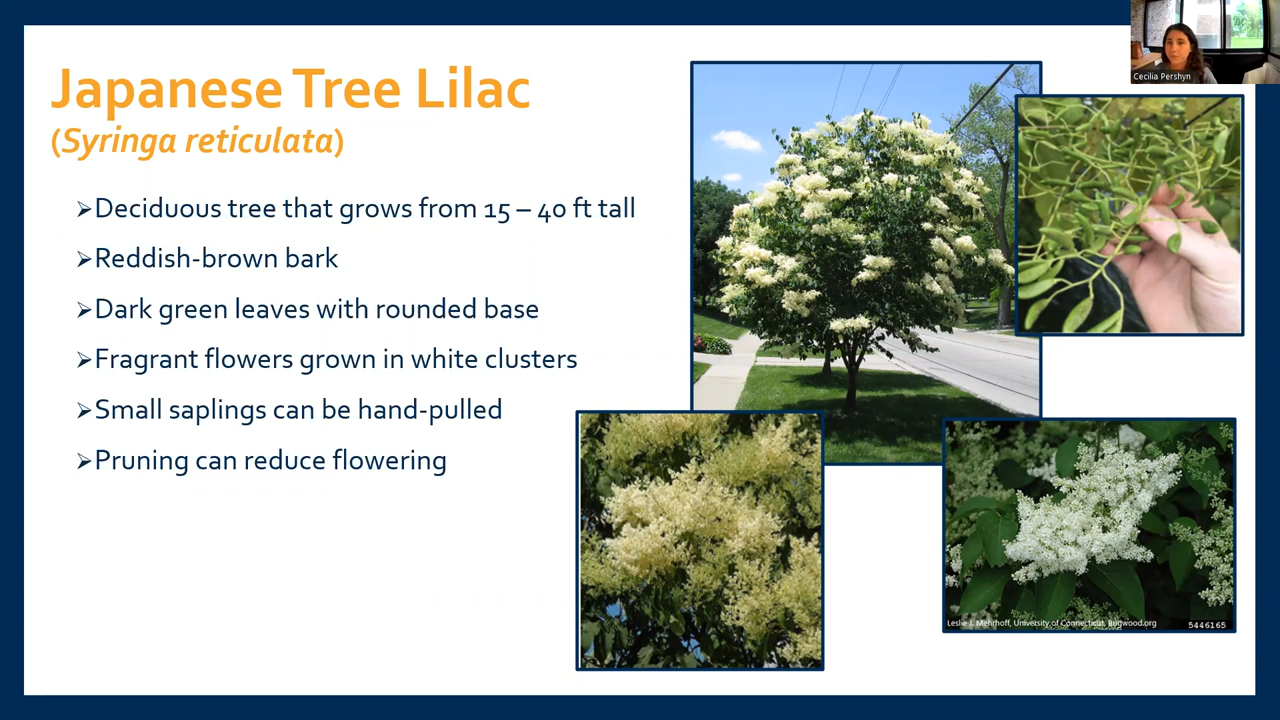 Japanese Tree Lilac
(Syringa reticulata)
➢Deciduous tree that grows from 15 – 40 ft tall
➢Reddish-brown bark
➢Dark green leaves with rounded base
➢Fragrant flowers grown in white clusters
➢Small saplings can be hand-pulled
➢Pruning can reduce flowering
Cecilia Pershyn
Leslie J. Mehrhoff, University of Connecticut, Bugwood.org
5446165